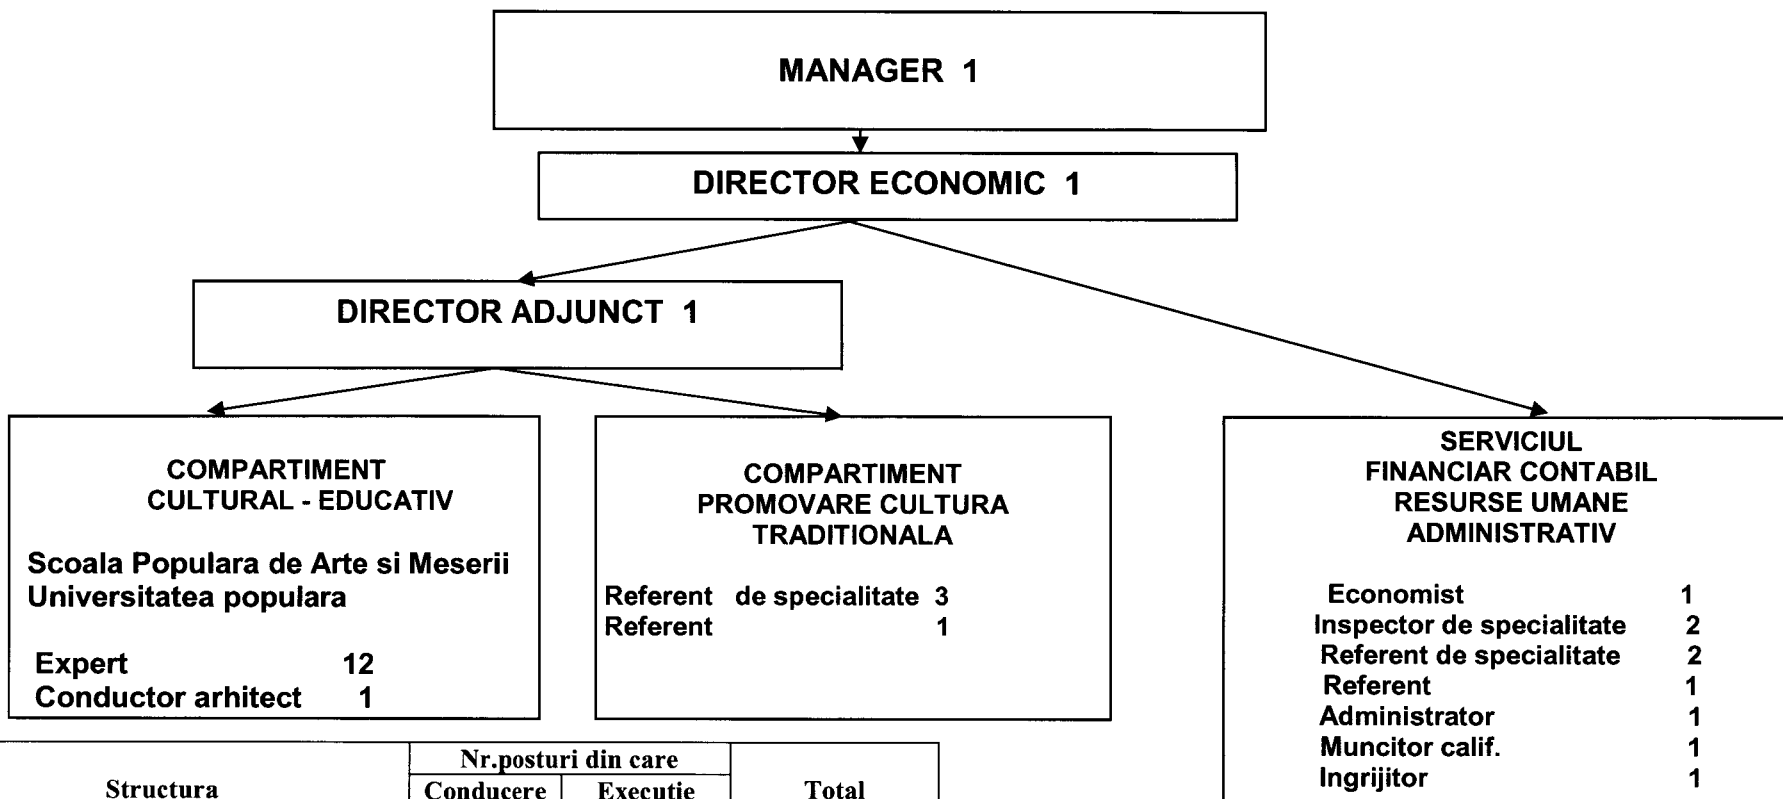 MANAGER 1
DIRECTOR ECONOMIC 1
DIRECTOR ADJUNCT 1
COMPARTIMENT
CULTURAL - EDUCATIV
Scoala Populara de Arte si Meserii
Universitatea populara
Expert 12
Conductor arhitect 1
COMPARTIMENT
PROMOVARE CULTURA
TRADITIONALA
Referent de specialitate 3
Referent 1
SERVICIUL
FINANCIAR CONTABIL
RESURSE UMANE
ADMINISTRATIV
Economist 1
Inspector de specialitate 2
Referent de specialitate 2
Referent 1
Administrator 1
Muncitor calif. 1
Ingrijitor 1
Nr.posturi din care
Structura Conducere Executie Total